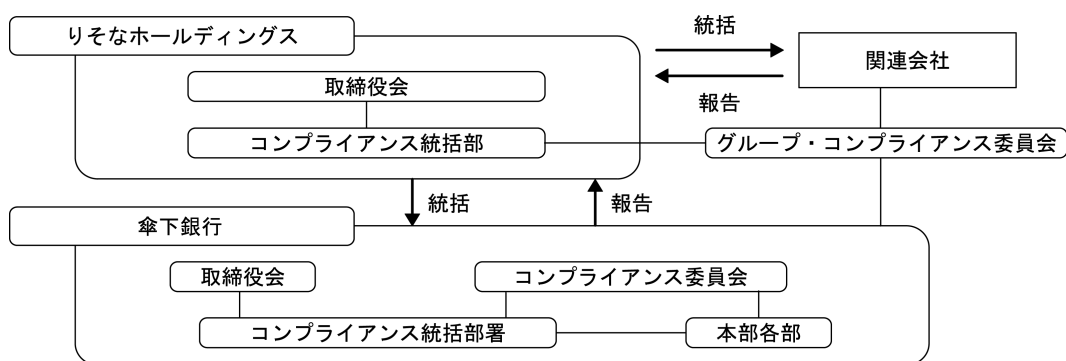 りそなホールディングス
統括
関連会社
取締役会
報告
コンプライアンス統括部
グループ・コンプライアンス委員会
統括
報告
傘下銀行
取締役会
コンプライアンス委員会
コンプライアンス統括部署
本部各部